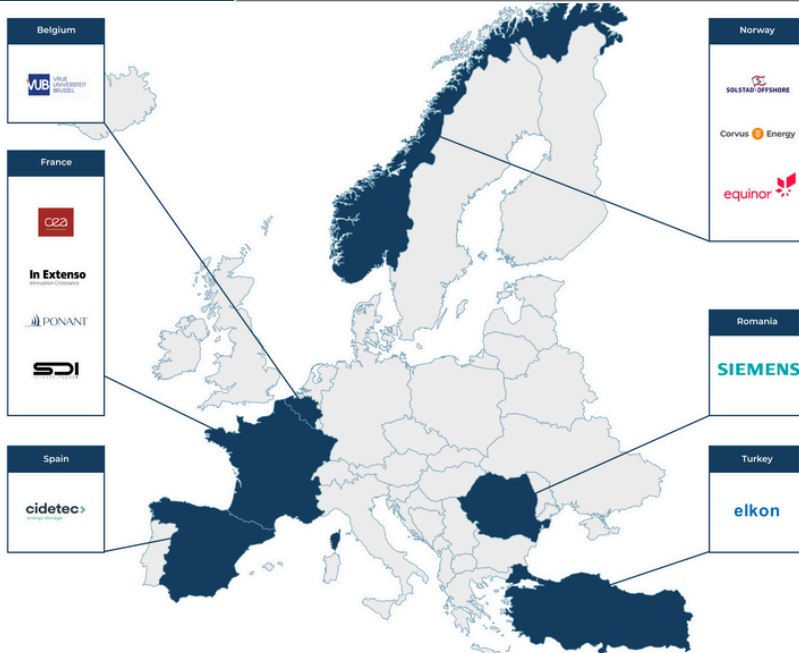 Belgium
VUB
VRIJE
UNIVERSITEIT
BRUSSEL
France
cea
In Extenso
Innovation Croissance
PONANT
SDI
Spain
cidetec>
energy storage
Norway
SOLSTAD OFFSHORE
Corvus Energy
equinor
Romania
SIEMENS
Turkey
elkon